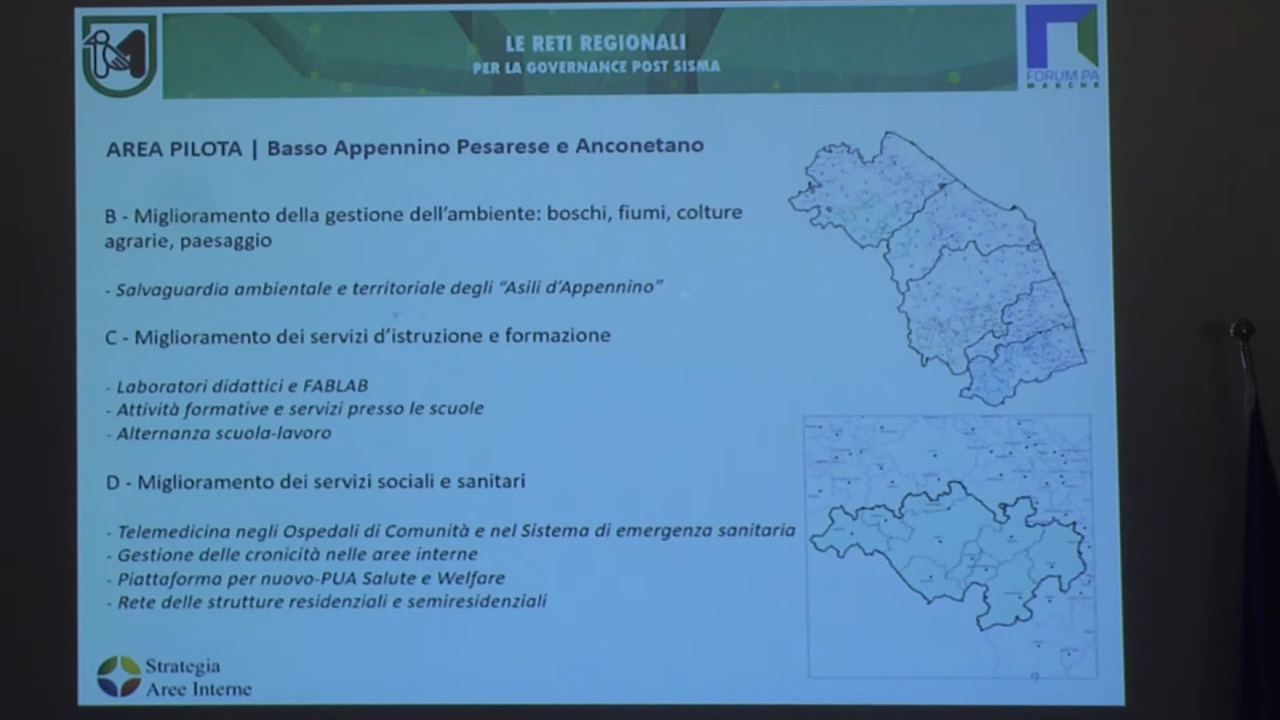 LE RETI REGIONALI
PER LA GOVERNANCE POST SISMA
FORUM PA
MARCHE
AREA PILOTA | Basso Appennino Pesarese e Anconetano
B - Miglioramento della gestione dell'ambiente: boschi, fiumi, colture
agrarie, paesaggio
- Salvaguardia ambientale e territoriale degli "Asili d'Appennino"
C - Miglioramento dei servizi d'istruzione e formazione
- Laboratori didattici e FABLAB
- Attività formative e servizi presso le scuole
- Alternanza scuola-lavoro
D - Miglioramento dei servizi sociali e sanitari
- Telemedicina negli Ospedali di Comunità e nel Sistema di emergenza sanitaria
- Gestione delle cronicità nelle aree interne
- Piattaforma per nuovo-PUA Salute e Welfare
- Rete delle strutture residenziali e semiresidenziali
Strategia
Aree Interne
9